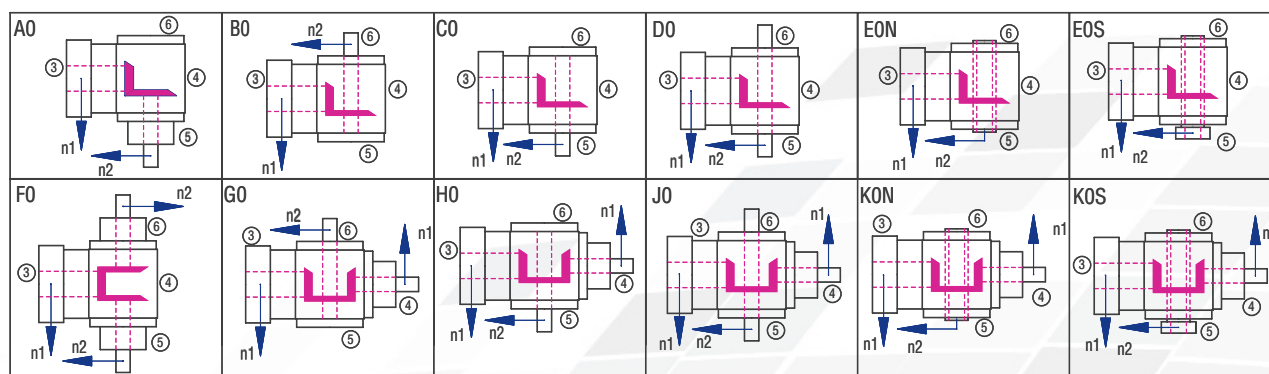 A0
⑥
③
④
⑤
n1
n2
B0
n2
⑥
③
④
⑤
n1
C0
⑥
③
④
⑤
n1
n2
D0
⑥
③
④
⑤
n1
n2
E0N
⑥
③
④
⑤
n1
n2
E0S
⑥
③
④
⑤
n1
n2
F0
n2
⑥
③
④
⑤
n2
n1
G0
n2
⑥
③
n1
④
⑤
n1
H0
⑥
n1
③
④
⑤
n1
n2
J0
③
⑥
n1
④
⑤
n1
n2
K0N
③
⑥
n1
④
⑤
n1
n2
K0S
⑥
n
③
④
⑤
n1
n2